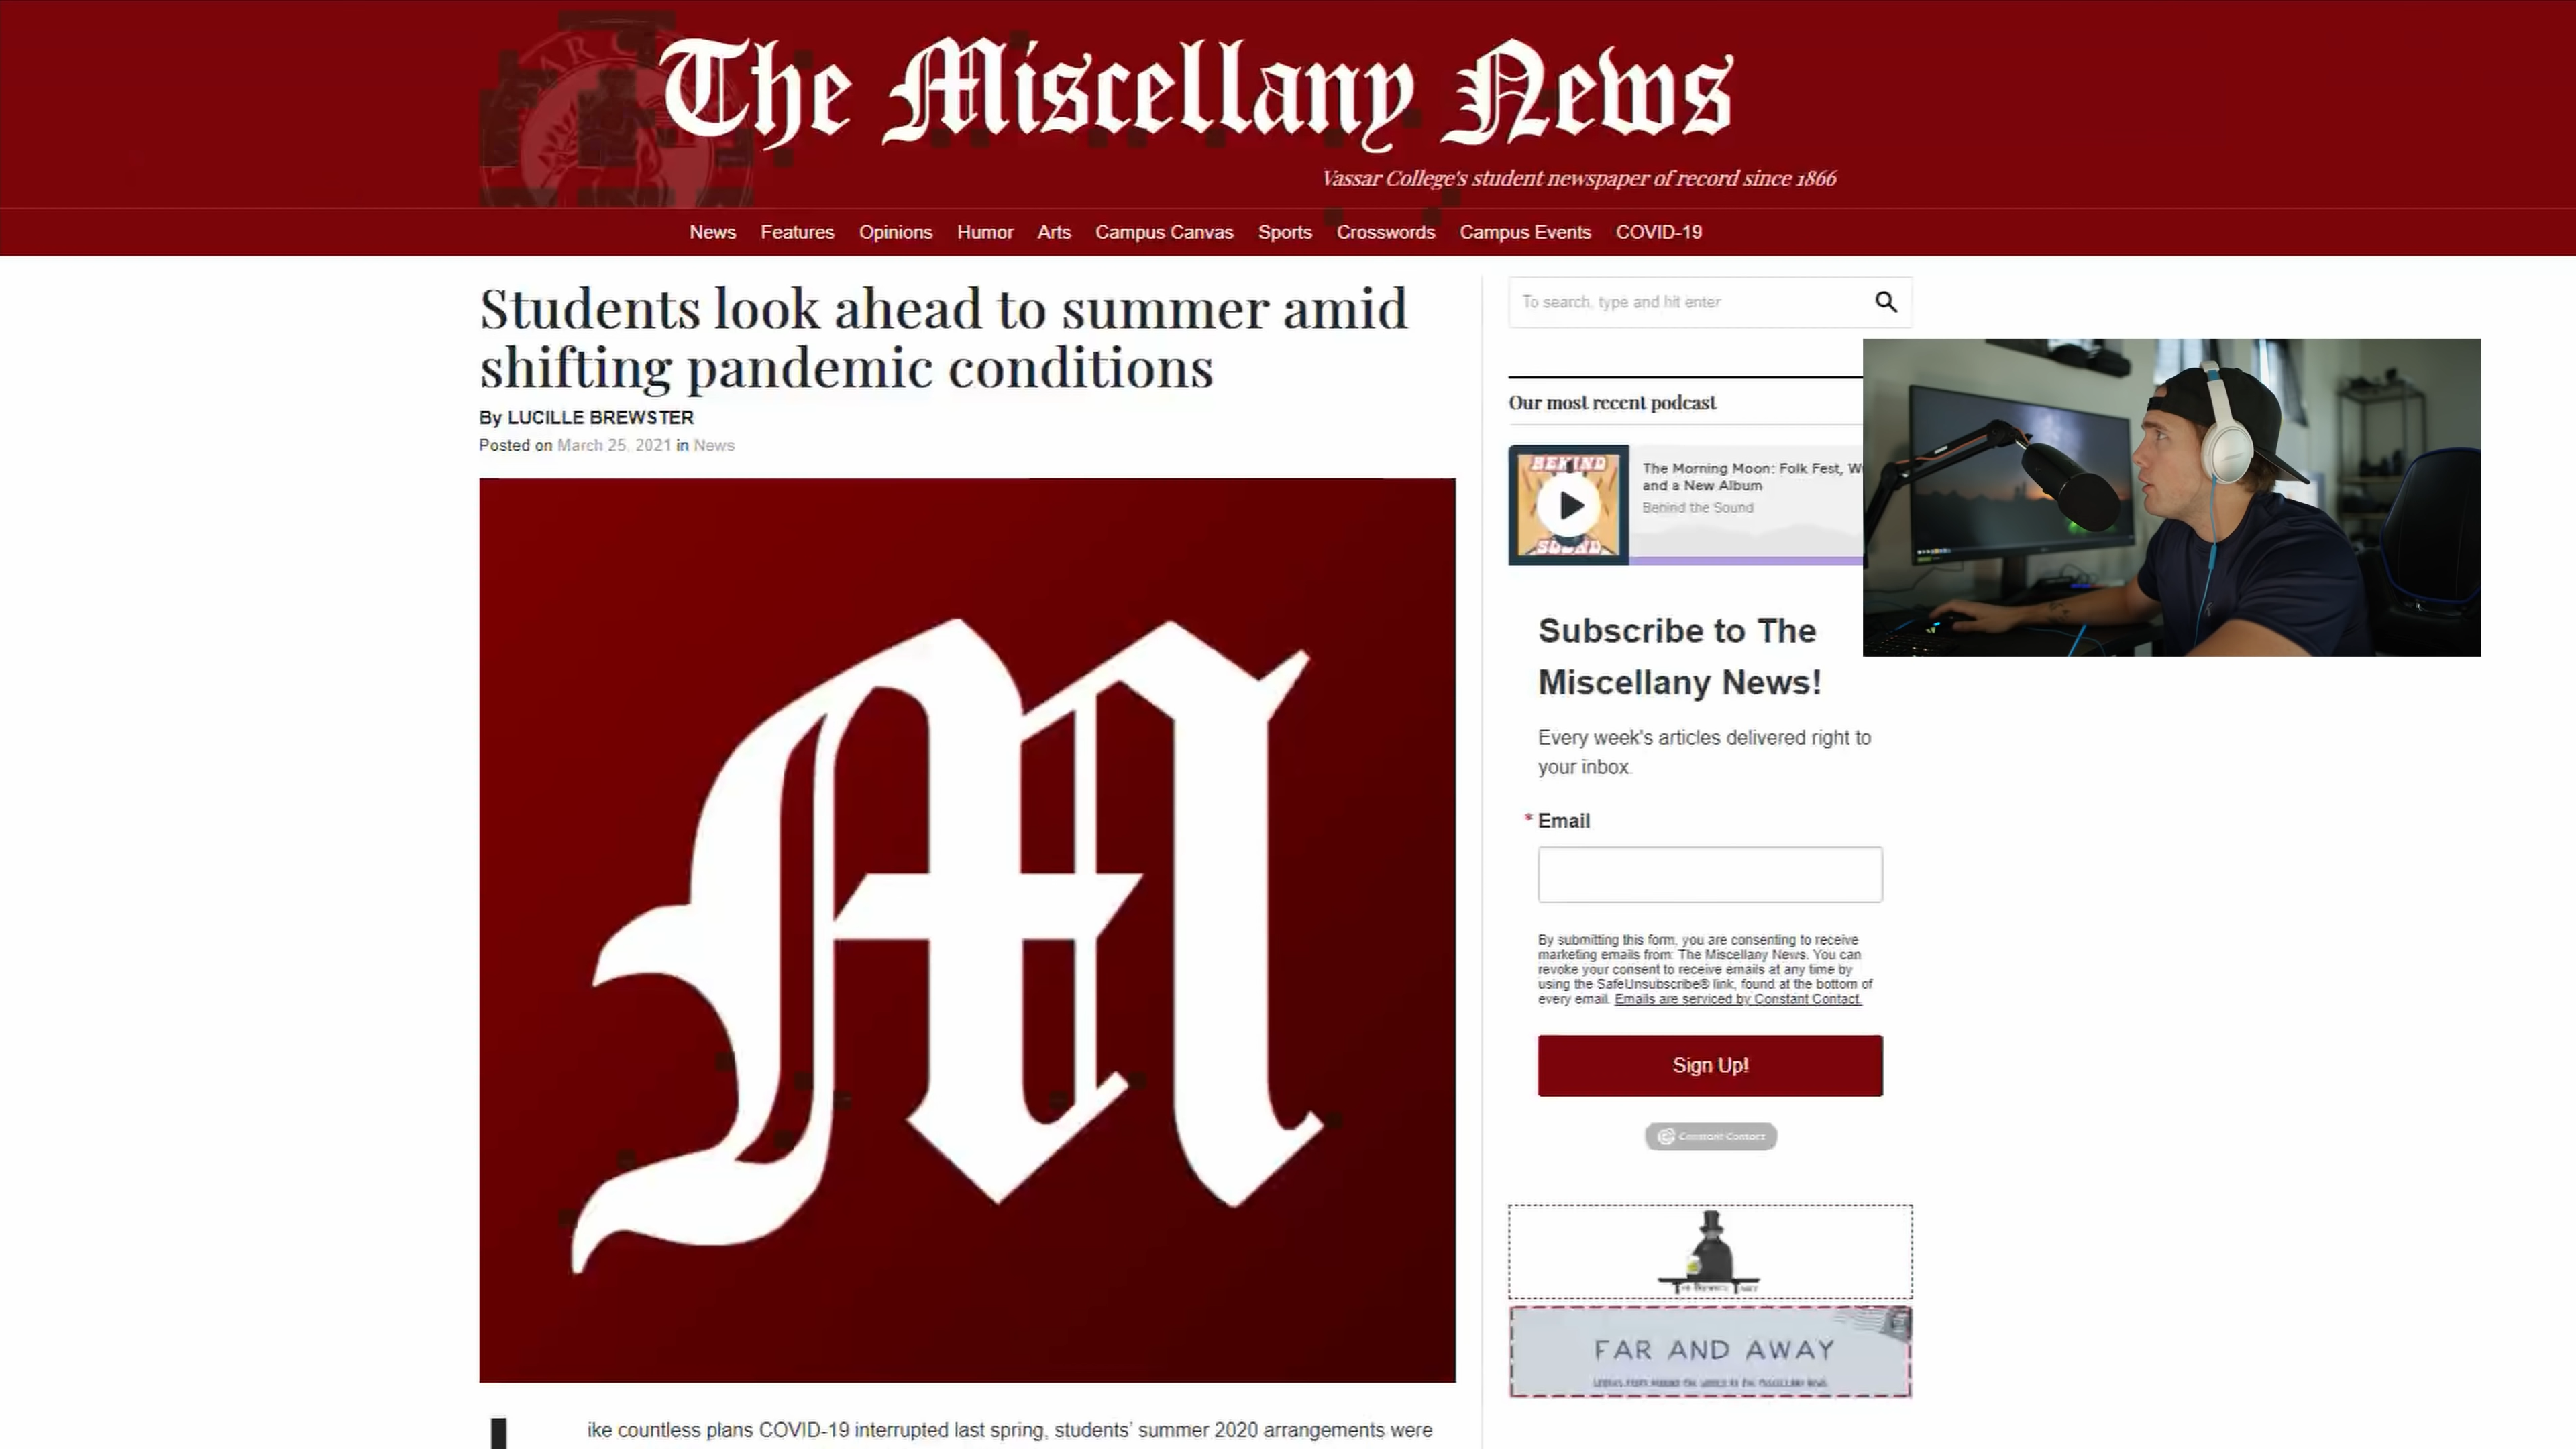 The Miscellany News
Vassar College's student newspaper of record since 1866
News Features Opinions Humor Arts Campus Canvas Sports Crosswords Campus Events COVID-19
Students look ahead to summer amid
shifting pandemic conditions
By LUCILLE BREWSTER
Posted on March 25, 2021 in News
M
ike countless plans COVID-19 interrupted last spring, students' summer 2020 arrangements were
To search, type and hit enter
Our most recent podcast
BEHIND
SOUND
The Morning Moon: Folk Fest, W
and a New Album
Behind the Sound
Subscribe to The
Miscellany News!
Every week's articles delivered right to
your inbox.
* Email
By submitting this form, you are consenting to receive
marketing emails from: The Miscellany News. You can
revoke your consent to receive emails at any time by
using the SafeUnsubscribe® link, found at the bottom of
every email. Emails are serviced by Constant Contact.
Sign Up!
Constant Contact
FAR AND AWAY